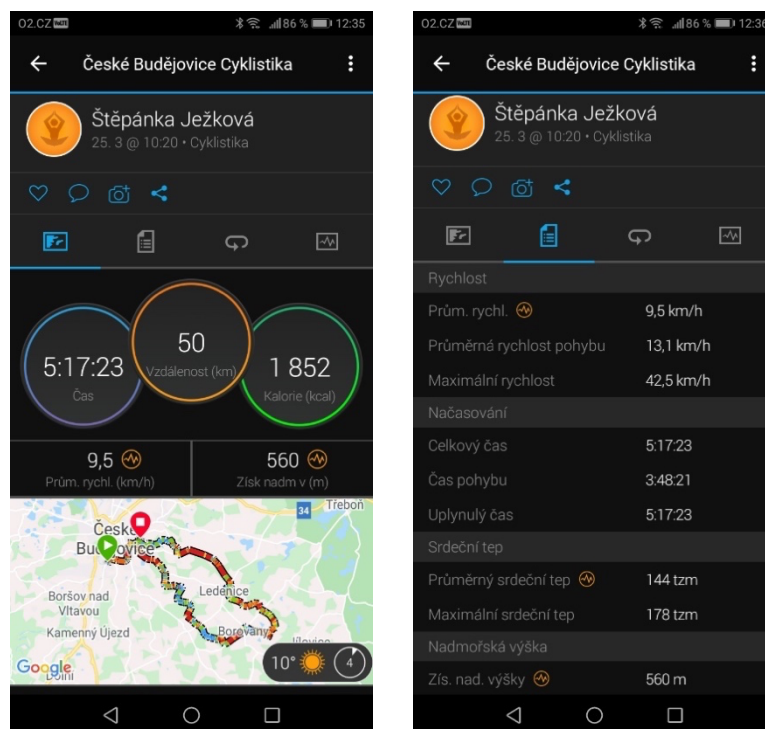 O2.CZ 86 % 12:35
České Budějovice Cyklistika
Štěpánka Ježková
25. 3 @ 10:20 • Cyklistika
5:17:23
Čas
50
Vzdálenost (km)
1 852
Kalorie (kcal)
9,5
Prům. rychl. (km/h)
560
Získ nadm v (m)
34
Třeboň
České
Budějovice
Boršov nad
Vltavou
Ledenice
Kamenný Újezd
Borovany
Google
10°
4
O2.CZ 86 % 12:36
České Budějovice Cyklistika
Štěpánka Ježková
25. 3 @ 10:20 • Cyklistika
Rychlost
Prům. rychl. 9,5 km/h
Průměrná rychlost pohybu 13,1 km/h
Maximální rychlost 42,5 km/h
Načasování
Celkový čas 5:17:23
Čas pohybu 3:48:21
Uplynulý čas 5:17:23
Srdeční tep
Průměrný srdeční tep 144 tzm
Maximální srdeční tep 178 tzm
Nadmořská výška
Zís. nad. výšky 560 m